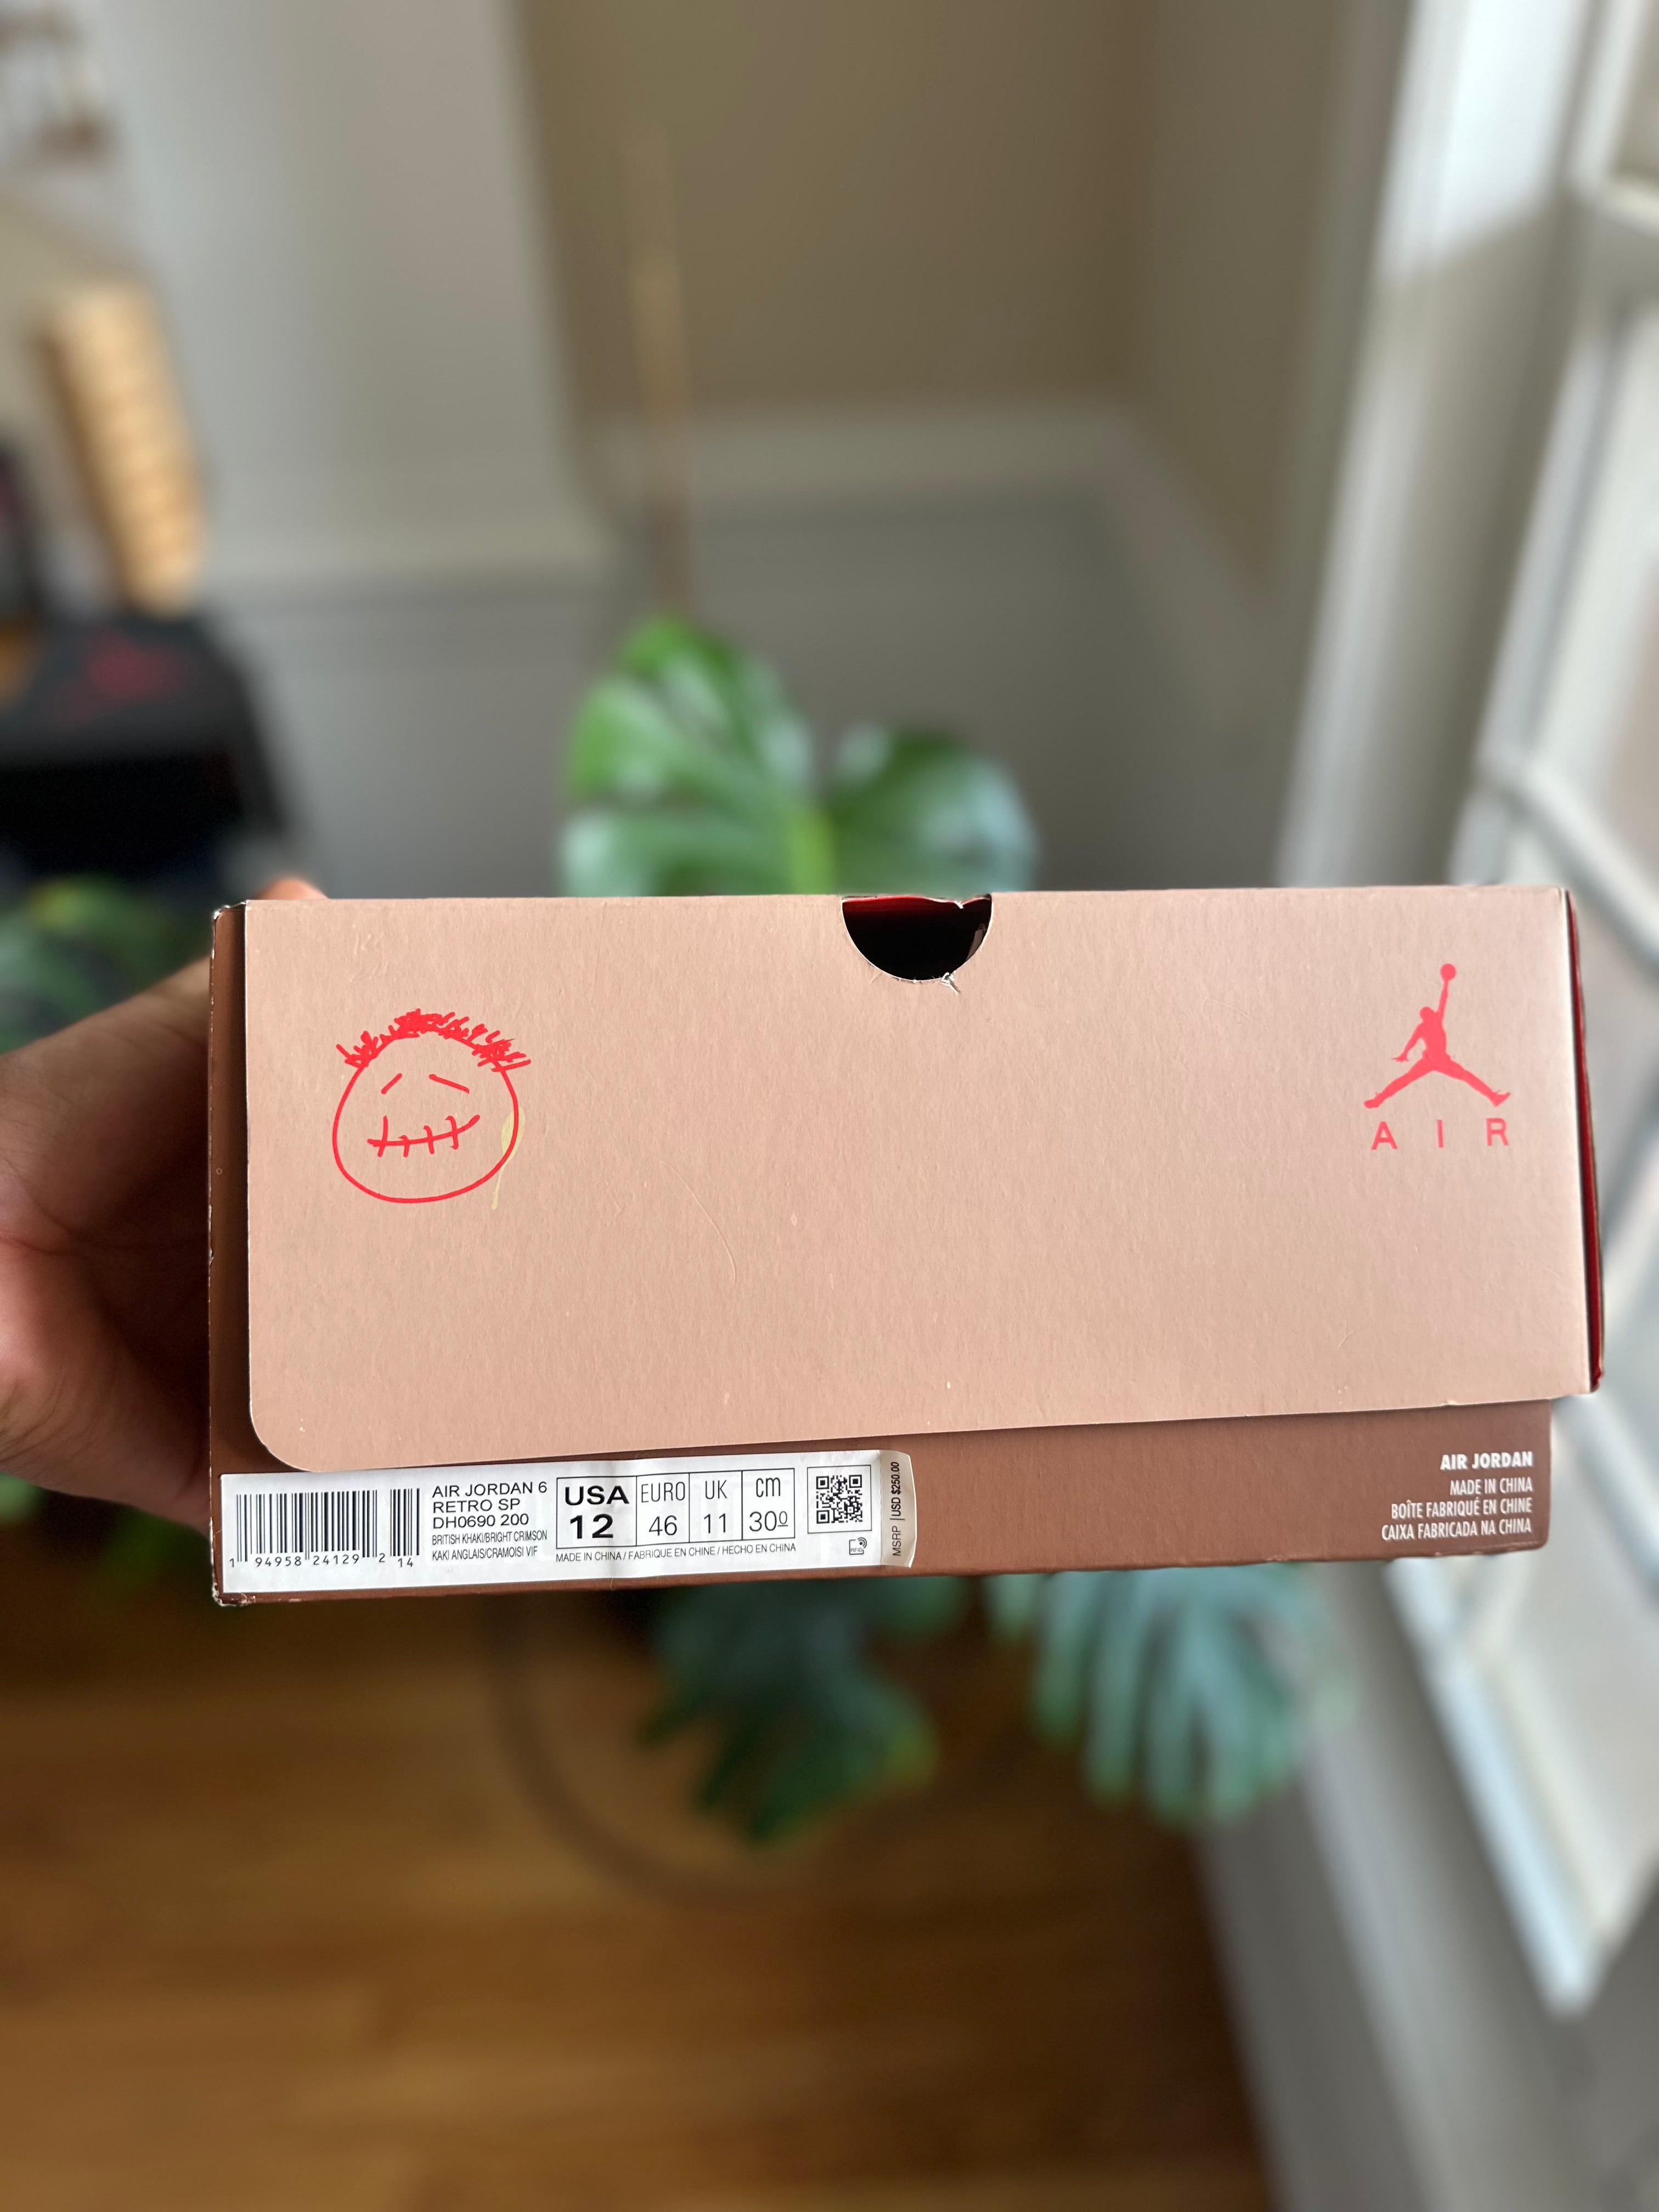 A I R
AIR JORDAN 6
RETRO SP
DH0690 200
BRITISH KHAKI/BRIGHT CRIMSON
KAKI ANGLAIS/CRAMOISI VIF
1 94958 24129 2 14
USA EURO UK cm
12 46 11 30º
MADE IN CHINA / FABRIQUE EN CHINE / HECHO EN CHINA
RFID
MSRP | USD $250.00
AIR JORDAN
MADE IN CHINA
BOÎTE FABRIQUÉ EN CHINE
CAIXA FABRICADA NA CHINA